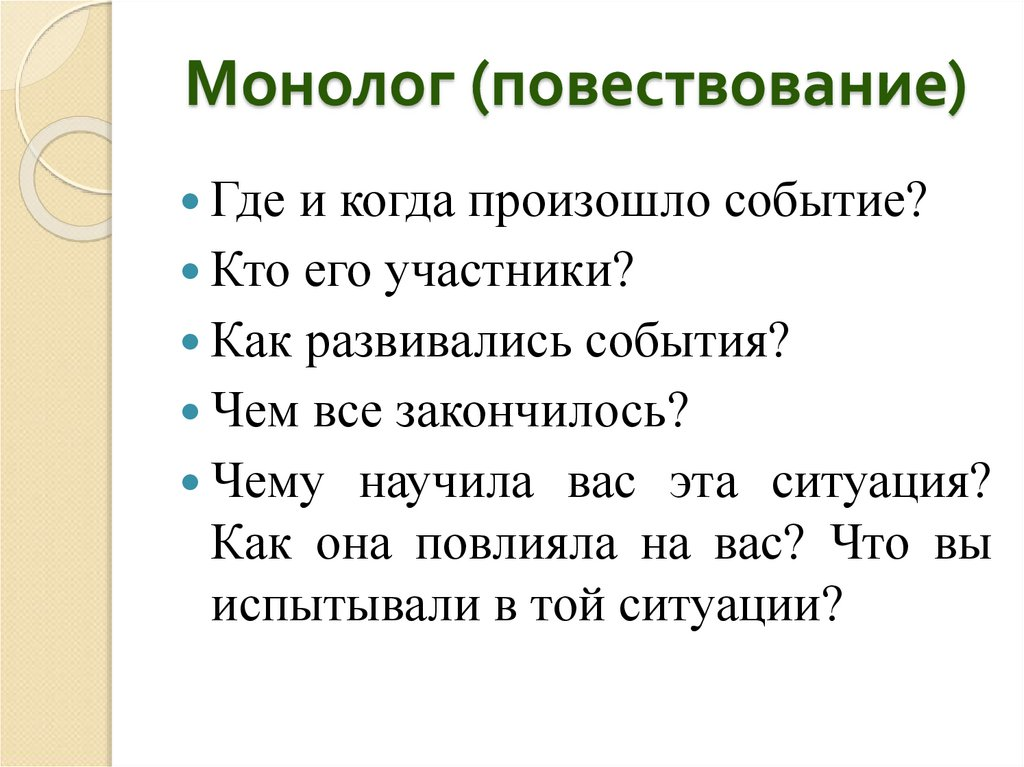 Монолог (повествование)
• Где и когда произошло событие?
• Кто его участники?
• Как развивались события?
• Чем все закончилось?
• Чему научила вас эта ситуация?
Как она повлияла на вас? Что вы
испытывали в той ситуации?